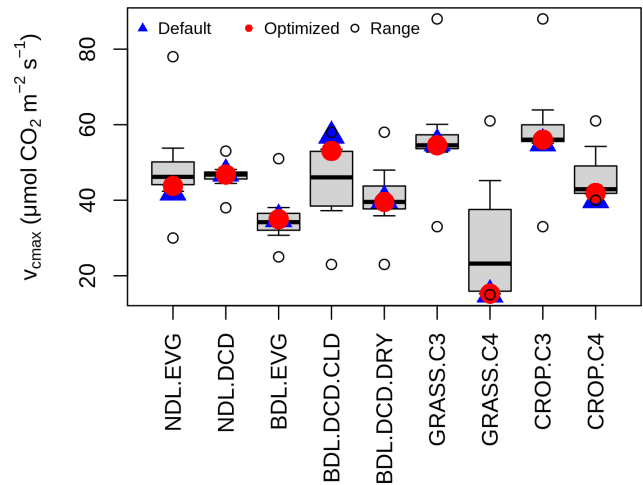 Default Optimized Range
v_cmax (μmol CO₂ m⁻² s⁻¹)
80
60
40
20
NDL.EVG
NDL.DCD
BDL.EVG
BDL.DCD.CLD
BDL.DCD.DRY
GRASS.C3
GRASS.C4
CROP.C3
CROP.C4